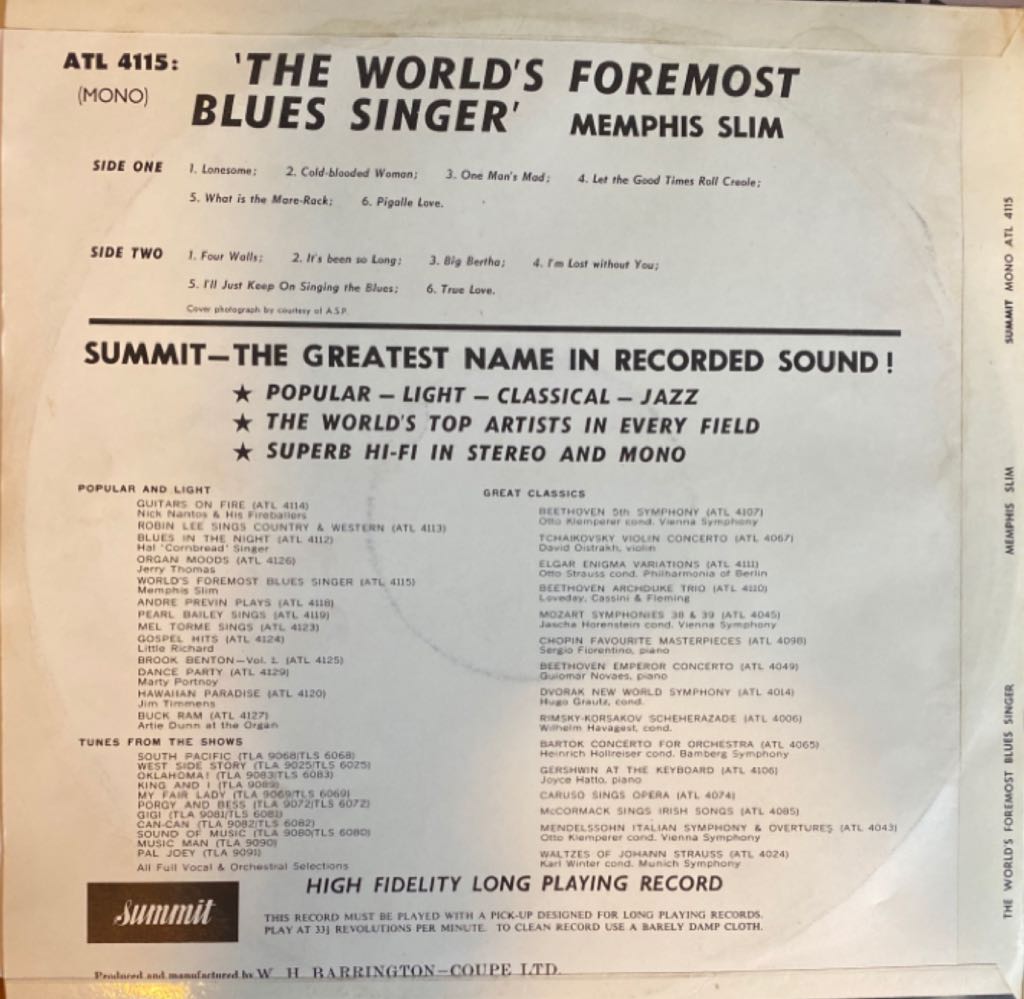 ATL 4115: 'THE WORLD'S FOREMOST
(MONO) BLUES SINGER' MEMPHIS SLIM
SIDE ONE 1. Lonesome; 2. Cold-blooded Woman; 3. One Man's Mad; 4. Let the Good Times Roll Creole;
5. What is the Mare-Rack; 6. Pigalle Love.
SIDE TWO 1. Four Walls; 2. It's been so Long; 3. Big Bertha; 4. I'm Lost without You;
5. I'll Just Keep On Singing the Blues; 6. True Love.
Cover photograph by courtesy of A.S.P.
SUMMIT—THE GREATEST NAME IN RECORDED SOUND!
★ POPULAR — LIGHT — CLASSICAL — JAZZ
★ THE WORLD'S TOP ARTISTS IN EVERY FIELD
★ SUPERB HI-FI IN STEREO AND MONO
POPULAR AND LIGHT
GUITARS ON FIRE (ATL 4114)
Nick Nantos & His Fireballers
ROBIN LEE SINGS COUNTRY & WESTERN (ATL 4113)
BLUES IN THE NIGHT (ATL 4112)
Hal 'Cornbread' Singer
ORGAN MOODS (ATL 4126)
Jerry Thomas
WORLD'S FOREMOST BLUES SINGER (ATL 4115)
Memphis Slim
ANDRE PREVIN PLAYS (ATL 4118)
PEARL BAILEY SINGS (ATL 4119)
MEL TORME SINGS (ATL 4123)
GOSPEL HITS (ATL 4124)
Little Richard
BROOK BENTON—Vol. 1. (ATL 4125)
DANCE PARTY (ATL 4129)
Marty Portnoy
HAWAIIAN PARADISE (ATL 4120)
Jim Timmens
BUCK RAM (ATL 4127)
Artie Dunn at the Organ
TUNES FROM THE SHOWS
SOUTH PACIFIC (TLA 9068/TLS 6068)
WEST SIDE STORY (TLA 9025/TLS 6025)
OKLAHOMA! (TLA 9083/TLS 6083)
KING AND I (TLA 9089)
MY FAIR LADY (TLA 9069/TLS 6069)
PORGY AND BESS (TLA 9072/TLS 6072)
GIGI (TLA 9081/TLS 6081)
CAN-CAN (TLA 9082/TLS 6082)
SOUND OF MUSIC (TLA 9080/TLS 6080)
MUSIC MAN (TLA 9090)
PAL JOEY (TLA 9091)
All Full Vocal & Orchestral Selections
GREAT CLASSICS
BEETHOVEN 5th SYMPHONY (ATL 4107)
Otto Klemperer cond. Vienna Symphony
TCHAIKOVSKY VIOLIN CONCERTO (ATL 4067)
David Oistrakh, violin
ELGAR ENIGMA VARIATIONS (ATL 4111)
Otto Strauss cond. Philharmonia of Berlin
BEETHOVEN ARCHDUKE TRIO (ATL 4110)
Loveday, Cassini & Fleming
MOZART SYMPHONIES 38 & 39 (ATL 4045)
Jascha Horenstein cond. Vienna Symphony
CHOPIN FAVOURITE MASTERPIECES (ATL 4098)
Sergio Fiorentino, piano
BEETHOVEN EMPEROR CONCERTO (ATL 4049)
Guiomar Novaes, piano
DVORAK NEW WORLD SYMPHONY (ATL 4014)
Hugo Grautz, cond.
RIMSKY-KORSAKOV SCHEHERAZADE (ATL 4006)
Wilhelm Havagest, cond.
BARTOK CONCERTO FOR ORCHESTRA (ATL 4065)
Heinrich Hollreiser cond. Bamberg Symphony
GERSHWIN AT THE KEYBOARD (ATL 4106)
Joyce Hatto, piano
CARUSO SINGS OPERA (ATL 4074)
McCORMACK SINGS IRISH SONGS (ATL 4085)
MENDELSSOHN ITALIAN SYMPHONY & OVERTURES (ATL 4043)
Otto Klemperer cond. Vienna Symphony
WALTZES OF JOHANN STRAUSS (ATL 4024)
Karl Winter cond. Munich Symphony
HIGH FIDELITY LONG PLAYING RECORD
summit
THIS RECORD MUST BE PLAYED WITH A PICK-UP DESIGNED FOR LONG PLAYING RECORDS.
PLAY AT 33⅓ REVOLUTIONS PER MINUTE. TO CLEAN RECORD USE A BARELY DAMP CLOTH.
Produced and manufactured by W. H. BARRINGTON—COUPE LTD.
THE WORLD'S FOREMOST BLUES SINGER MEMPHIS SLIM SUMMIT MONO ATL 4115